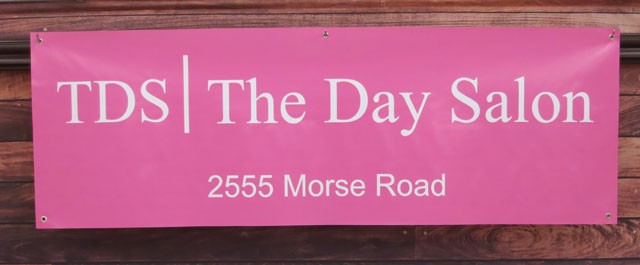 TDS| The Day Salon
2555 Morse Road